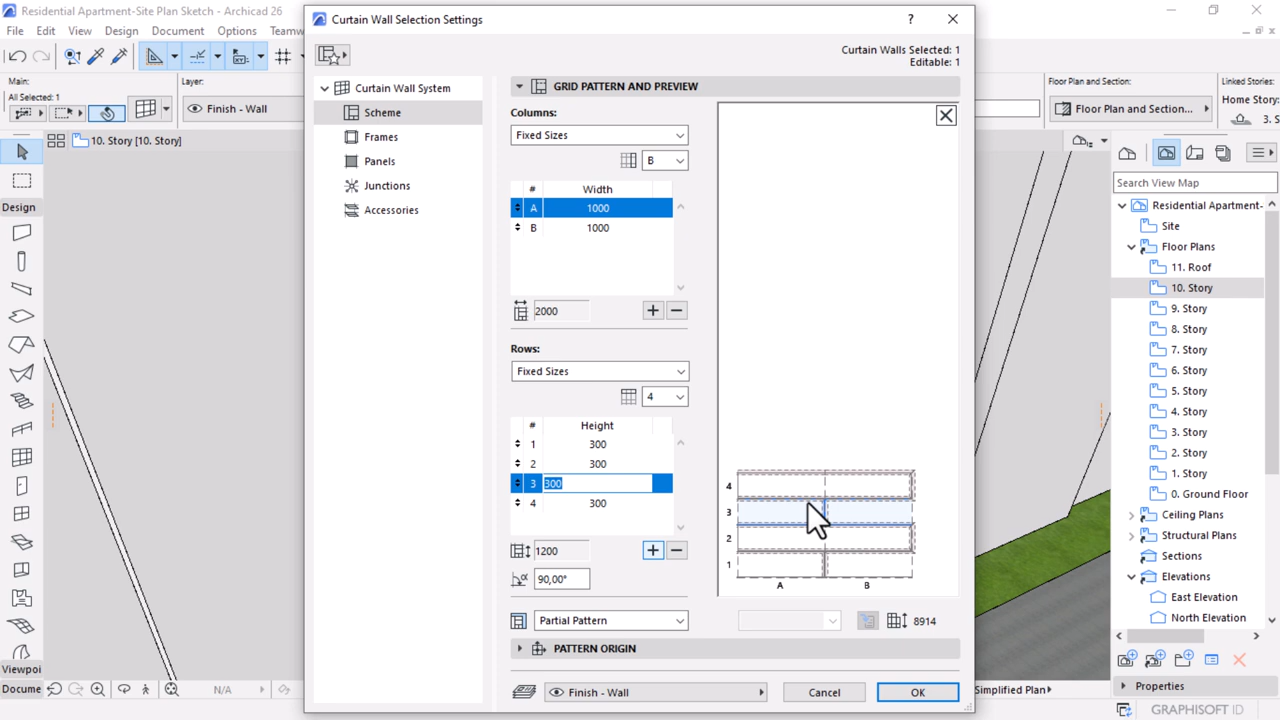 Residential Apartment-Site Plan Sketch - Archicad 26
File Edit View Design Document Options Teamw
Main:
All Selected: 1
Layer:
Finish - Wall
10. Story [10. Story]
Design
Viewpoi
Docume
N/A
Curtain Wall Selection Settings
?
Curtain Walls Selected: 1
Editable: 1
Curtain Wall System
Scheme
Frames
Panels
Junctions
Accessories
GRID PATTERN AND PREVIEW
Columns:
Fixed Sizes
B
# Width
A 1000
B 1000
2000
Rows:
Fixed Sizes
4
# Height
1 300
2 300
3 300
4 300
1200
α 90,00°
Partial Pattern
4
3
2
1
A B
8914
PATTERN ORIGIN
Finish - Wall
Cancel
OK
Floor Plan and Section:
Floor Plan and Section...
Linked Stories:
Home Story
3. S
Search View Map
Residential Apartment-
Site
Floor Plans
11. Roof
10. Story
9. Story
8. Story
7. Story
6. Story
5. Story
4. Story
3. Story
2. Story
1. Story
0. Ground Floor
Ceiling Plans
Structural Plans
Sections
Elevations
East Elevation
North Elevation
Properties
Simplified Plan
GRAPHISOFT ID